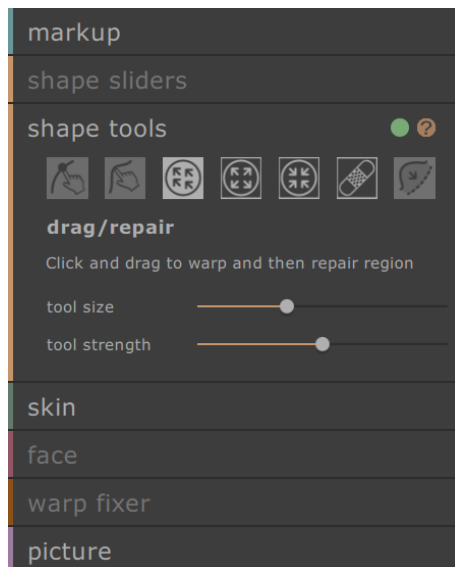 markup
shape sliders
shape tools
?
drag/repair
Click and drag to warp and then repair region
tool size
tool strength
skin
face
warp fixer
picture